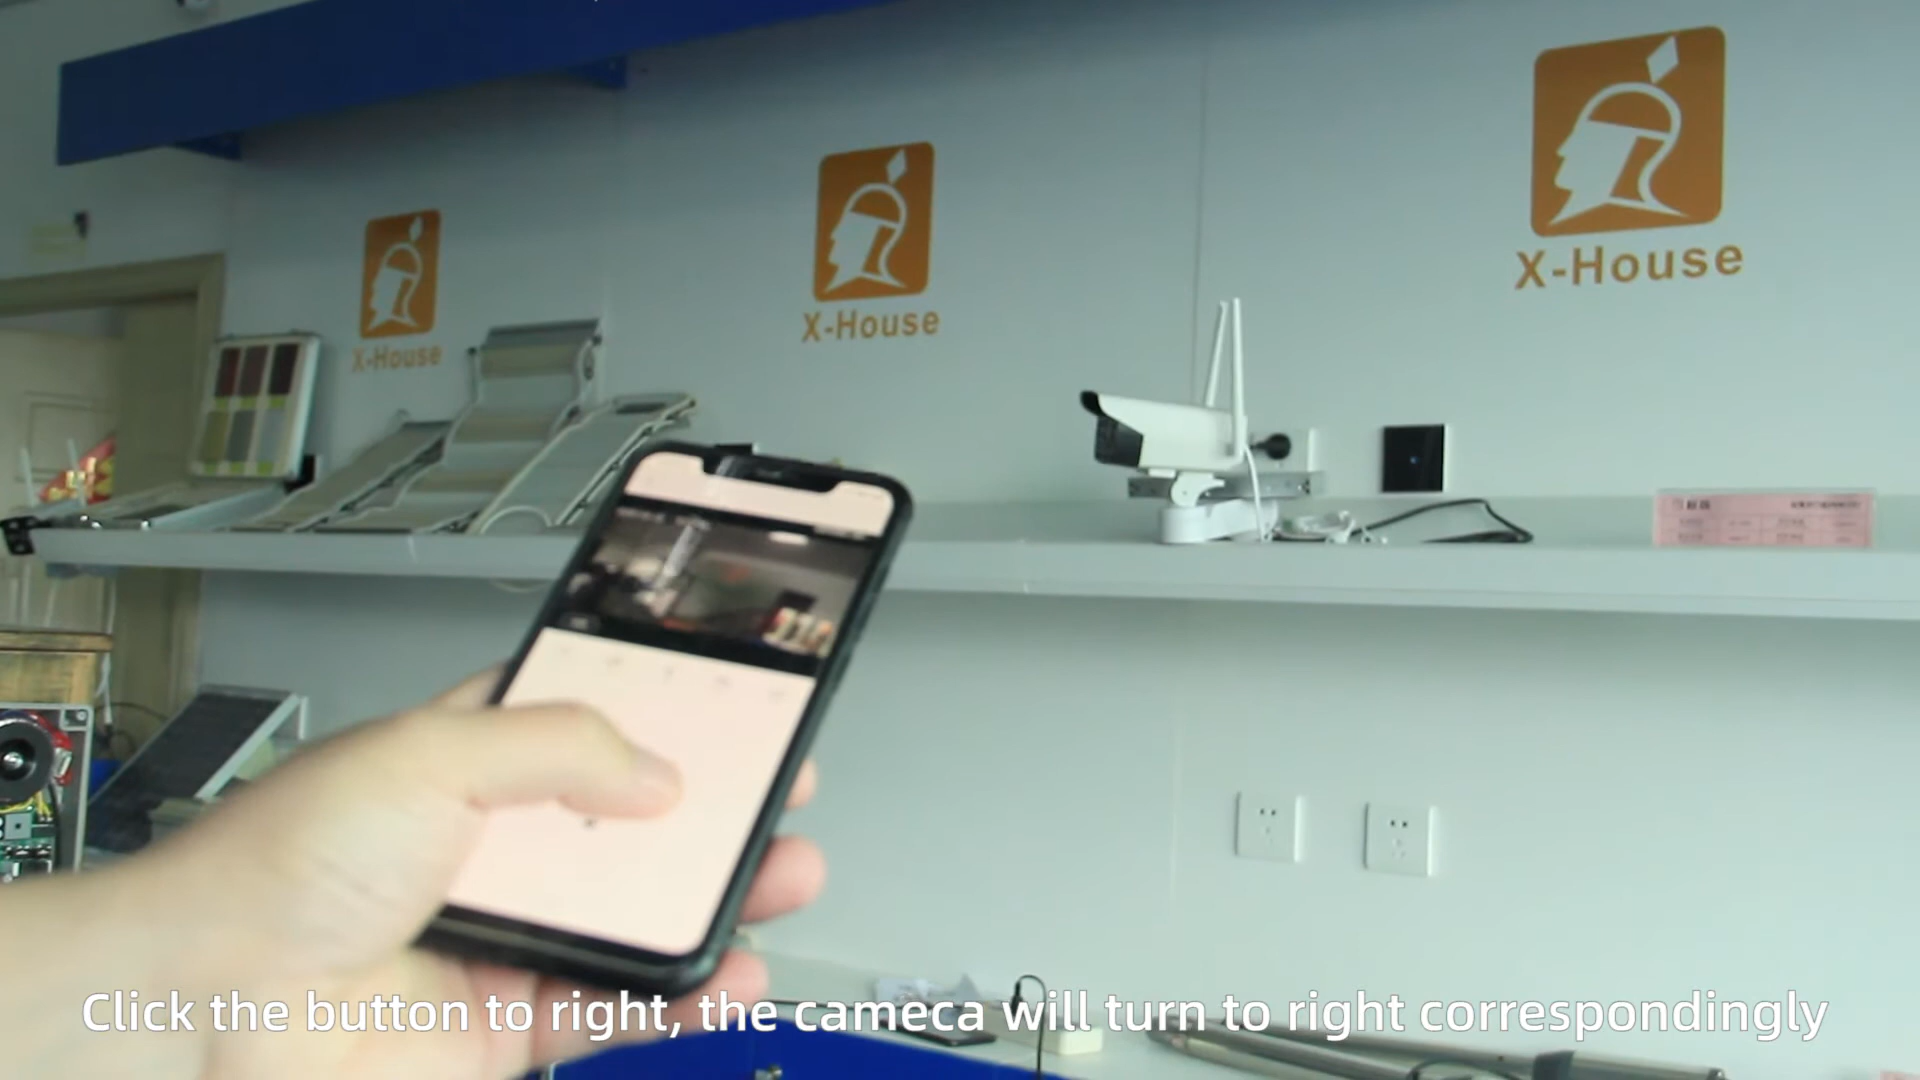 X-House
X-House
X-House
Click the button to right, the cameca will turn to right correspondingly